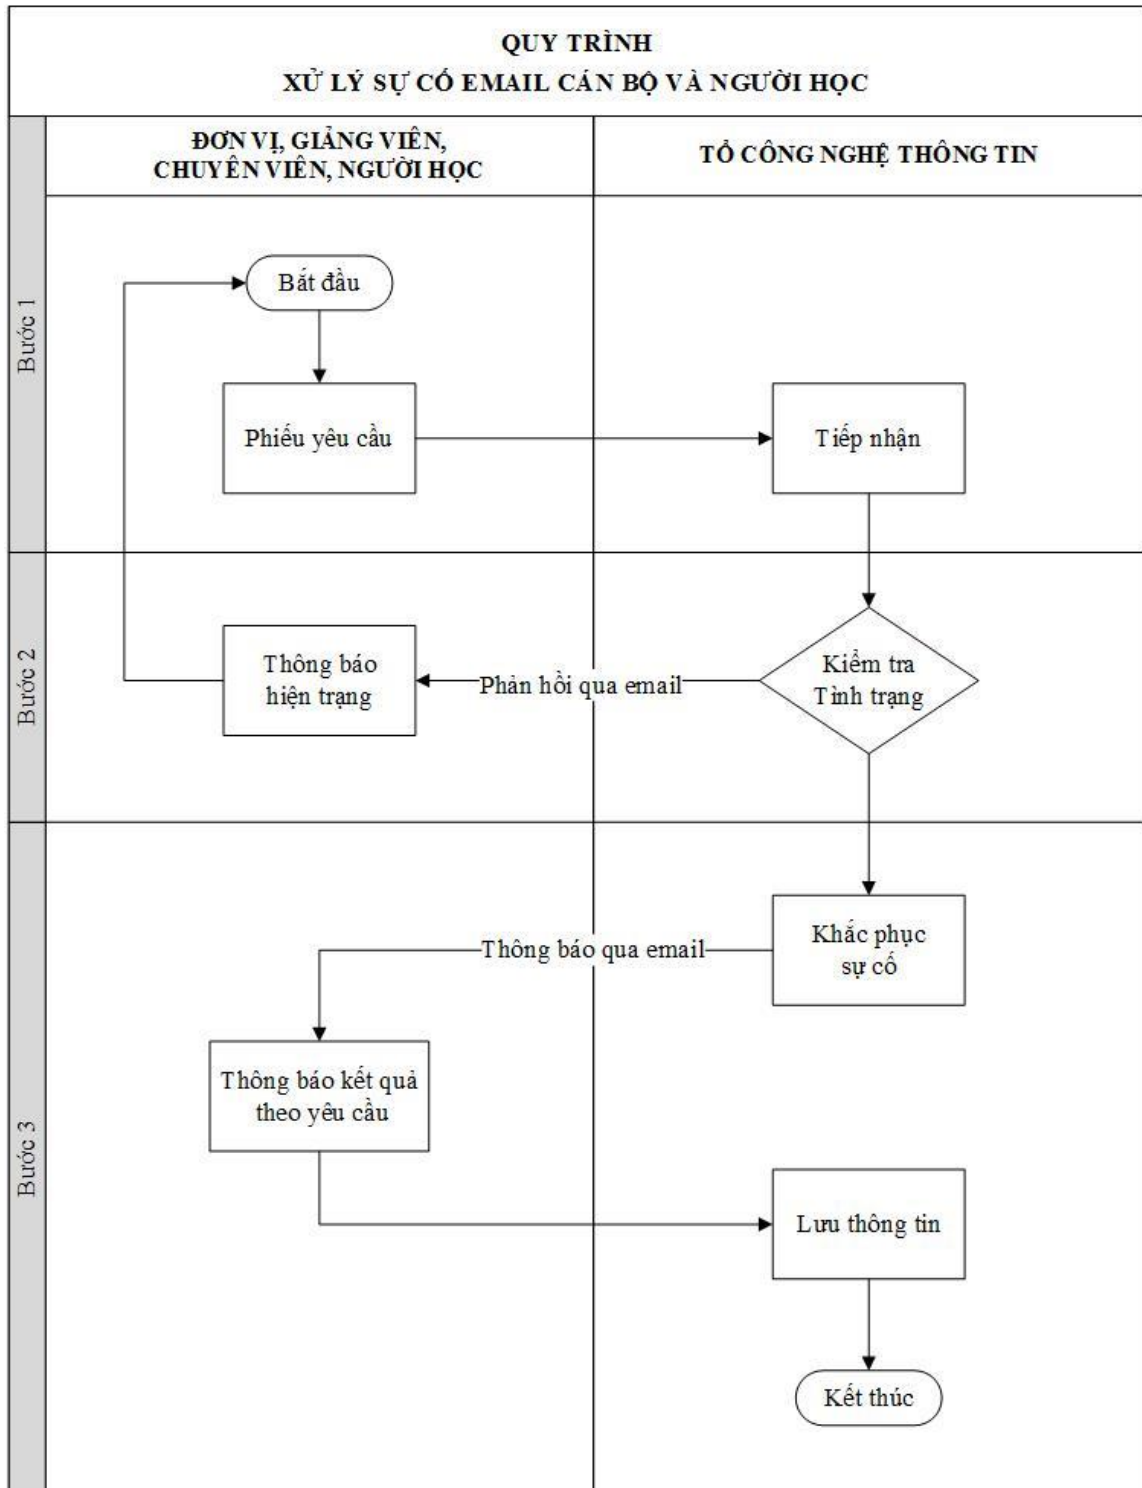 QUY TRÌNH
XỬ LÝ SỰ CỐ EMAIL CÁN BỘ VÀ NGƯỜI HỌC
ĐƠN VỊ, GIẢNG VIÊN,
CHUYÊN VIÊN, NGƯỜI HỌC
TỔ CÔNG NGHỆ THÔNG TIN
Bước 1
Bắt đầu
Phiếu yêu cầu
Tiếp nhận
Bước 2
Thông báo
hiện trạng
Phản hồi qua email
Kiểm tra
Tình trạng
Bước 3
Khắc phục
sự cố
Thông báo qua email
Thông báo kết quả
theo yêu cầu
Lưu thông tin
Kết thúc